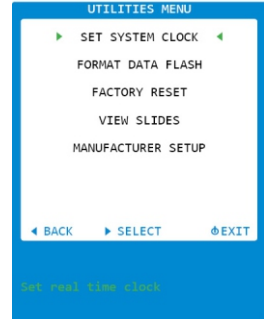 UTILITIES MENU
SET SYSTEM CLOCK
FORMAT DATA FLASH
FACTORY RESET
VIEW SLIDES
MANUFACTURER SETUP
BACK SELECT EXIT
Set real time clock